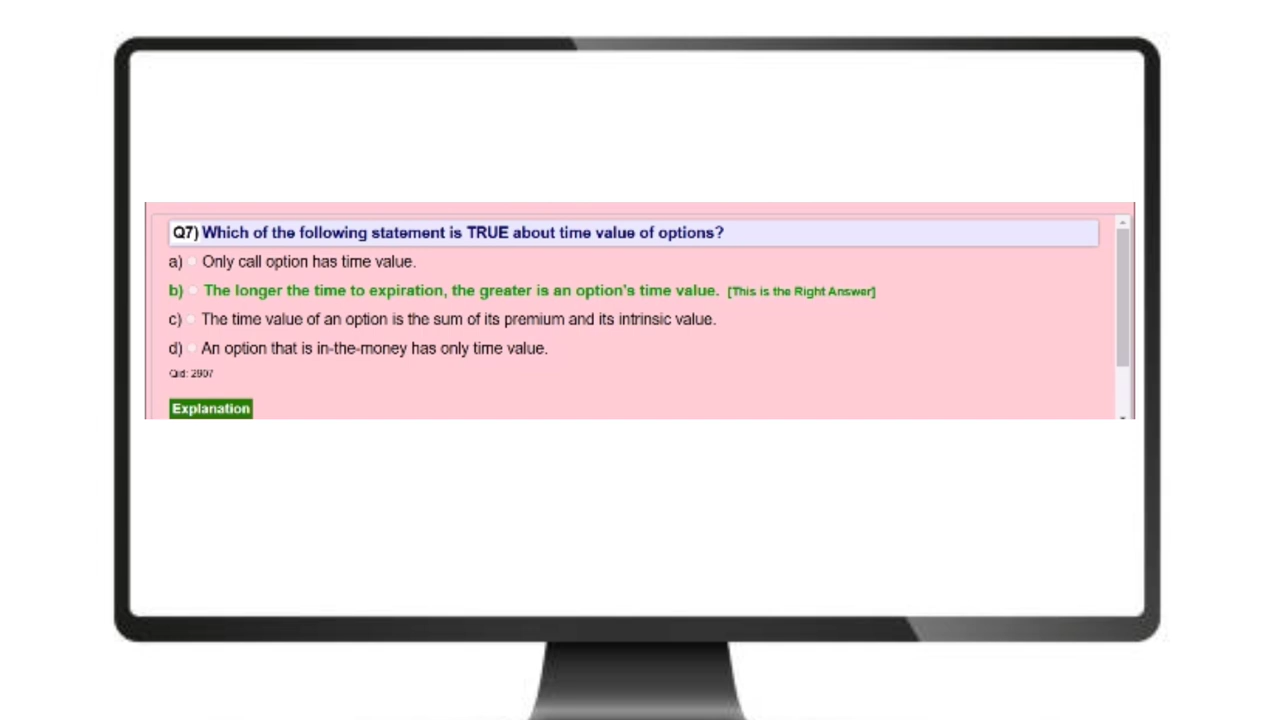 Q7) Which of the following statement is TRUE about time value of options?
a) Only call option has time value.
b) The longer the time to expiration, the greater is an option's time value. [This is the Right Answer]
c) The time value of an option is the sum of its premium and its intrinsic value.
d) An option that is in-the-money has only time value.
Qid: 2907
Explanation